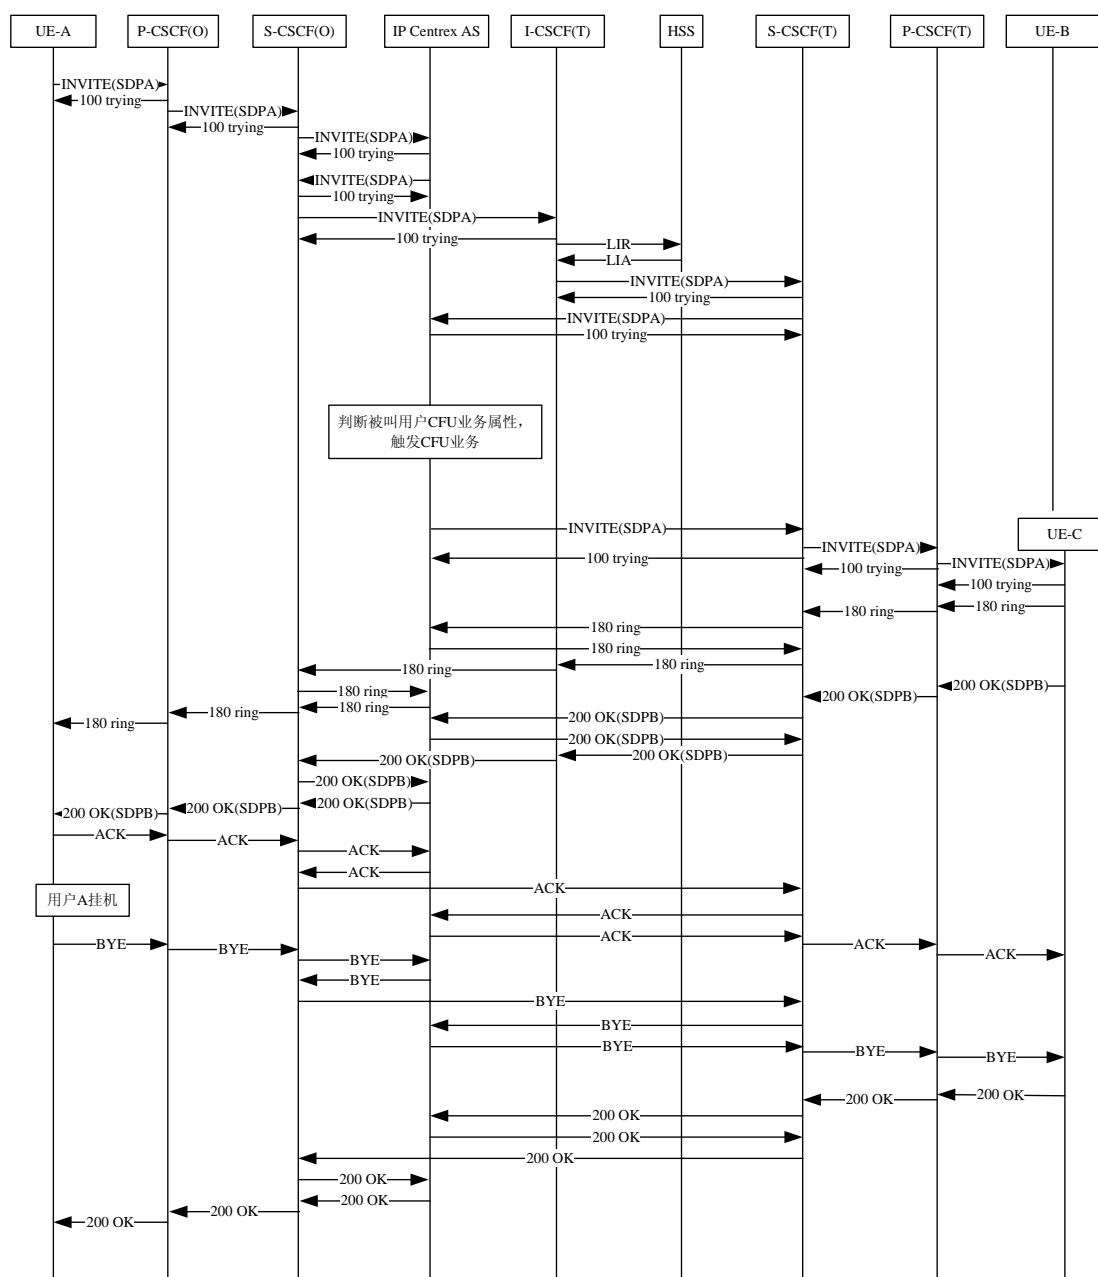 UE-A
P-CSCF(O)
S-CSCF(O)
IP Centrex AS
I-CSCF(T)
HSS
S-CSCF(T)
P-CSCF(T)
UE-B
INVITE(SDPA)
100 trying
INVITE(SDPA)
100 trying
INVITE(SDPA)
100 trying
INVITE(SDPA)
100 trying
INVITE(SDPA)
100 trying
LIR
LIA
INVITE(SDPA)
100 trying
INVITE(SDPA)
100 trying
判断被叫用户CFU业务属性，
触发CFU业务
INVITE(SDPA)
UE-C
INVITE(SDPA)
100 trying
INVITE(SDPA)
100 trying
100 trying
180 ring
180 ring
180 ring
180 ring
180 ring
180 ring
200 OK(SDPB)
180 ring
200 OK(SDPB)
180 ring
180 ring
180 ring
200 OK(SDPB)
200 OK(SDPB)
200 OK(SDPB)
200 OK(SDPB)
200 OK(SDPB)
200 OK(SDPB)
200 OK(SDPB)
200 OK(SDPB)
ACK
ACK
ACK
ACK
ACK
用户A挂机
ACK
ACK
BYE
BYE
ACK
ACK
BYE
BYE
BYE
BYE
BYE
BYE
BYE
200 OK
200 OK
200 OK
200 OK
200 OK
200 OK
200 OK
200 OK
200 OK